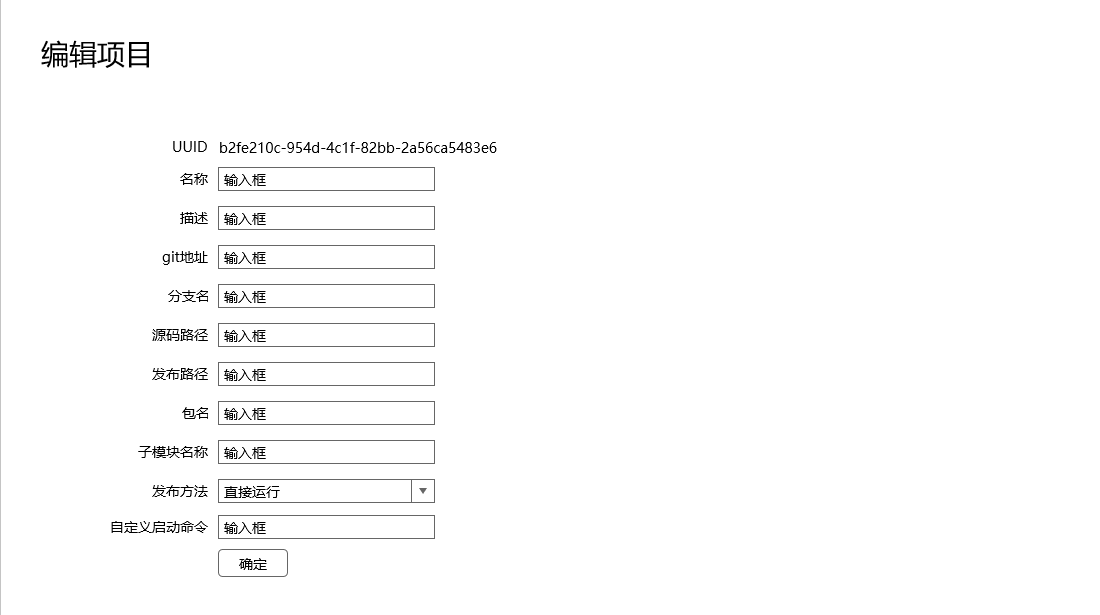 编辑项目
UUID b2fe210c-954d-4c1f-82bb-2a56ca5483e6
名称 输入框
描述 输入框
git地址 输入框
分支名 输入框
源码路径 输入框
发布路径 输入框
包名 输入框
子模块名称 输入框
发布方法 直接运行
自定义启动命令 输入框
确定